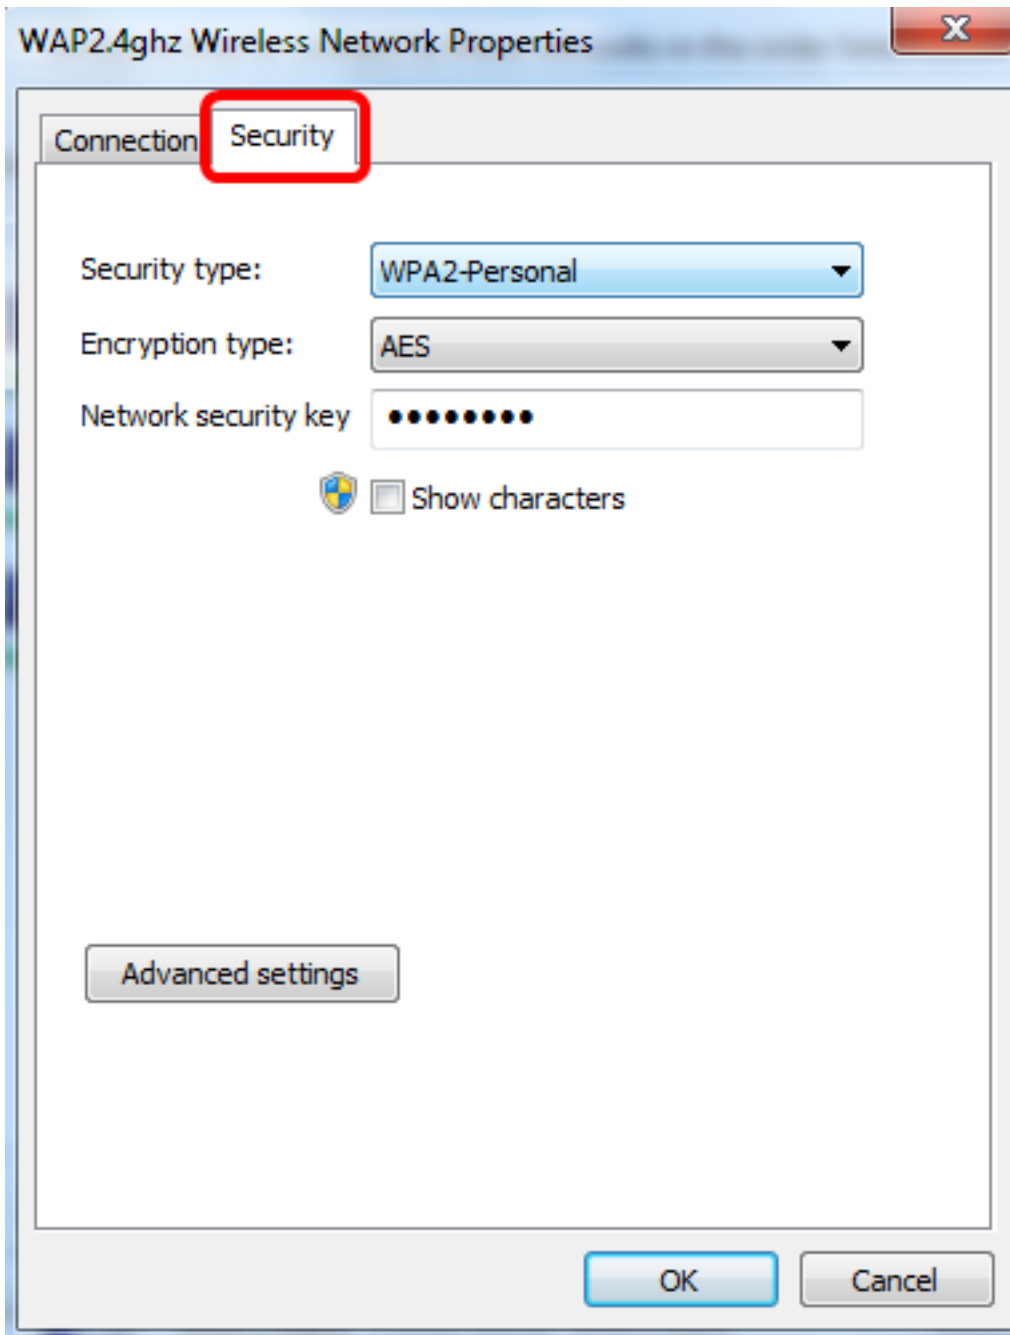 WAP2.4ghz Wireless Network Properties
Connection
Security
Security type:
WPA2-Personal
Encryption type:
AES
Network security key
Show characters
Advanced settings
OK
Cancel